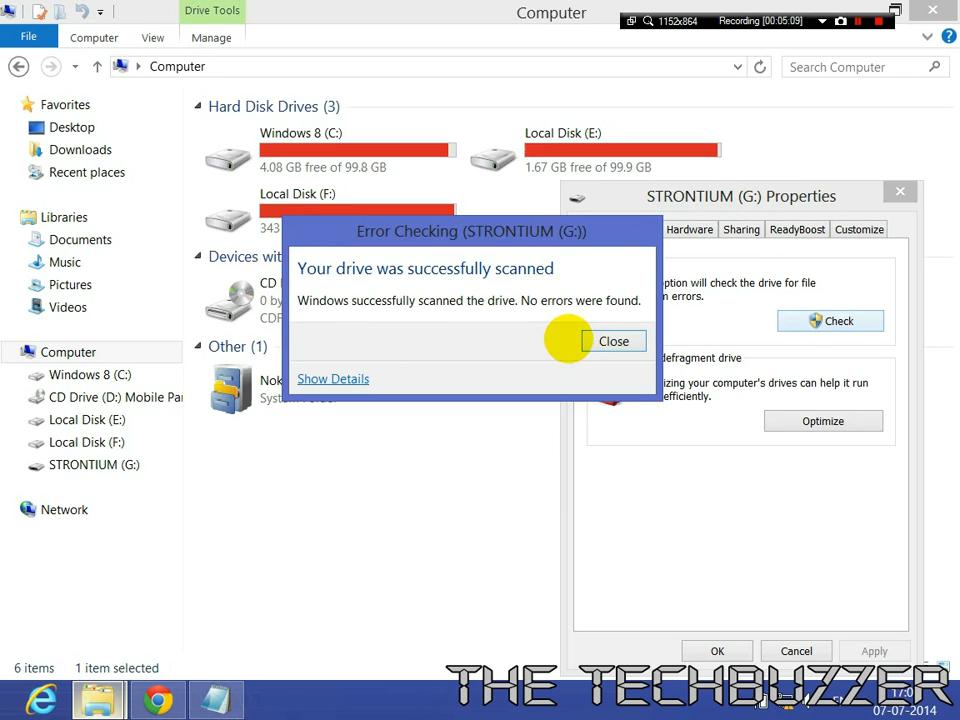 Drive Tools
Computer
1152x864
Recording [00:05:09]
File
Computer
View
Manage
Computer
Search Computer
Favorites
Desktop
Downloads
Recent places
Libraries
Documents
Music
Pictures
Videos
Computer
Windows 8 (C:)
CD Drive (D:) Mobile Pa
Local Disk (E:)
Local Disk (F:)
STRONTIUM (G:)
Network
Hard Disk Drives (3)
Windows 8 (C:)
4.08 GB free of 99.8 GB
Local Disk (E:)
1.67 GB free of 99.9 GB
Local Disk (F:)
343
Devices wit
CD
0 by
CDF
Other (1)
Nok
STRONTIUM (G:) Properties
Hardware
Sharing
ReadyBoost
Customize
ption will check the drive for file
m errors.
Check
defragment drive
izing your computer's drives can help it run
efficiently.
Optimize
OK
Cancel
Apply
Error Checking (STRONTIUM (G:))
Your drive was successfully scanned
Windows successfully scanned the drive. No errors were found.
Close
Show Details
6 items
1 item selected
THE TECHBUZZER
07-07-2014